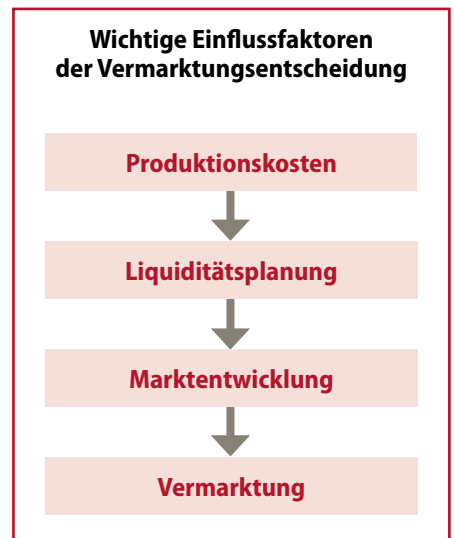 Wichtige Einflussfaktoren
der Vermarktungsentscheidung
Produktionskosten
Liquiditätsplanung
Marktentwicklung
Vermarktung